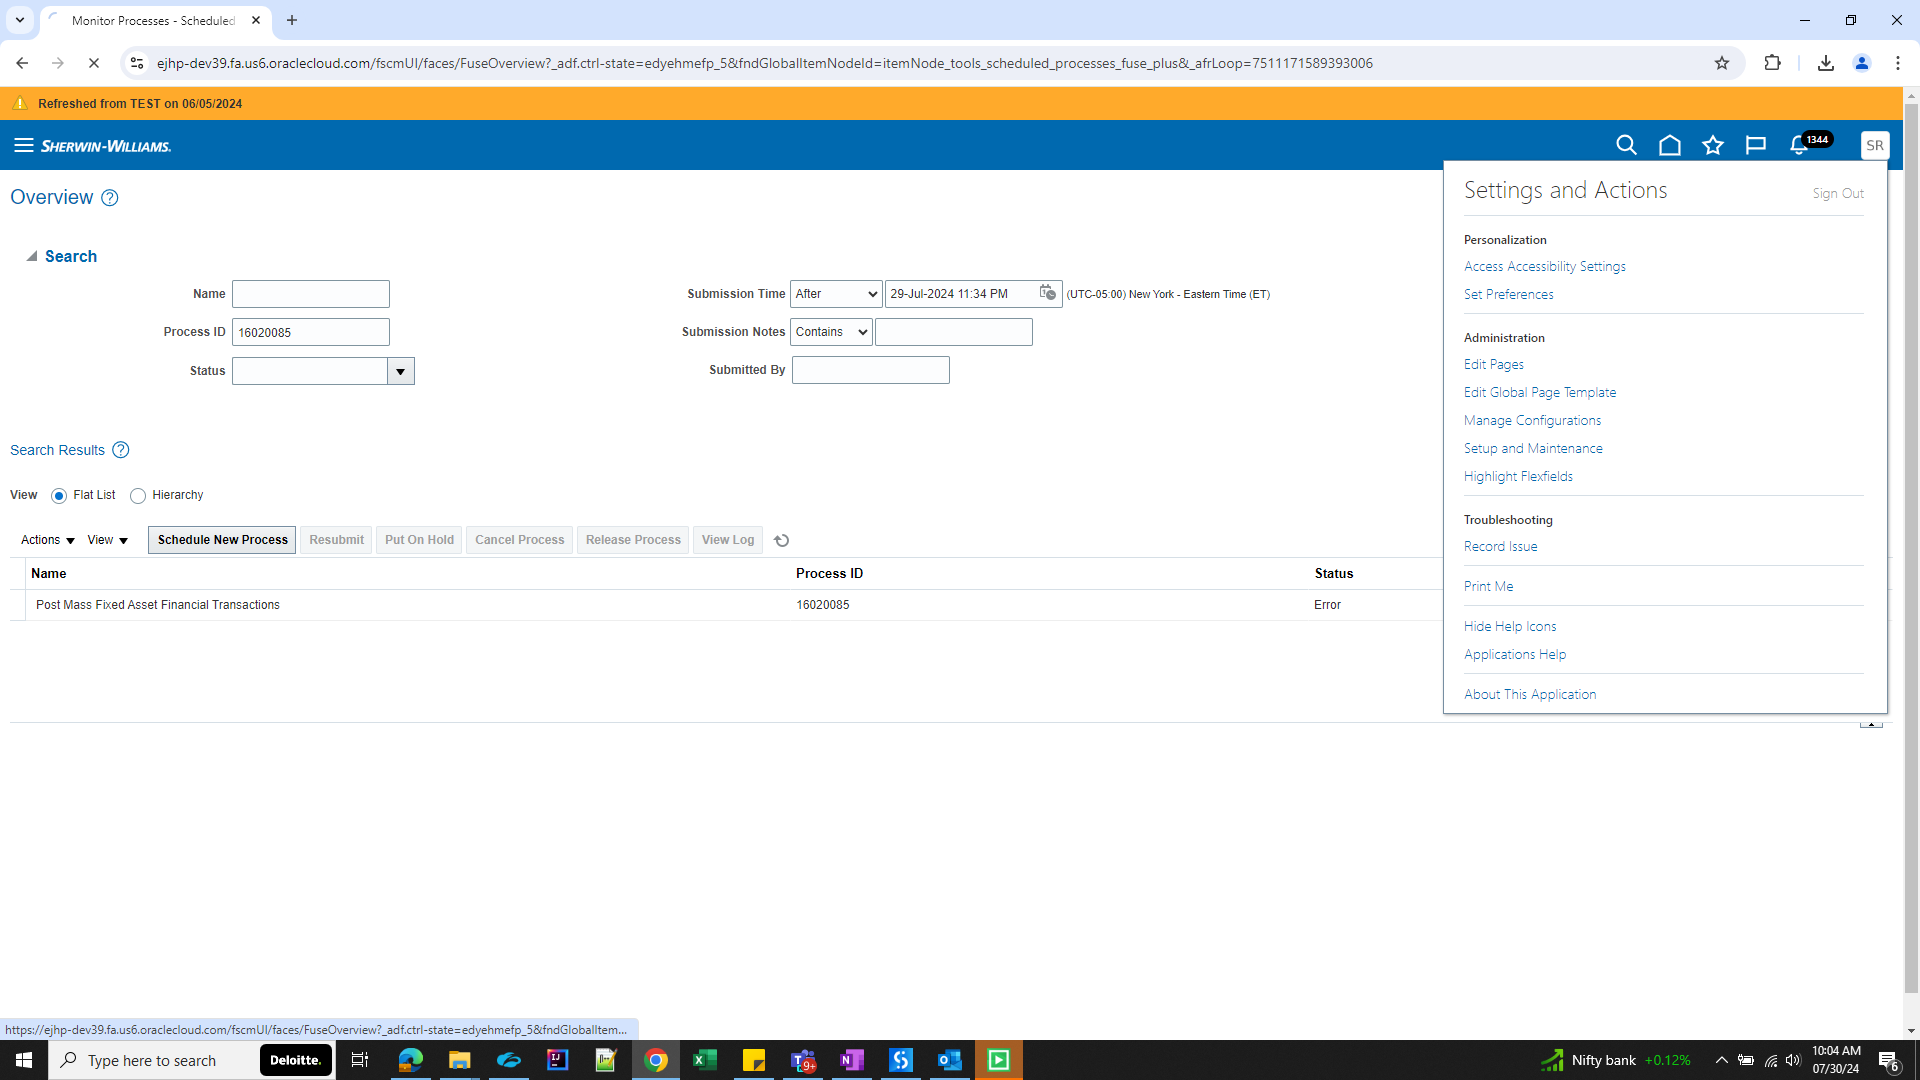 Monitor Processes - Scheduled
ejhp-dev39.fa.us6.oraclecloud.com/fscmUI/faces/FuseOverview?_adf.ctrl-state=edyehmefp_5&fndGlobalItemNodeId=itemNode_tools_scheduled_processes_fuse_plus&_afrLoop=7511171589393006
Refreshed from TEST on 06/05/2024
SHERWIN-WILLIAMS.
1344
SR
Overview
Settings and Actions
Sign Out
Personalization
Access Accessibility Settings
Set Preferences
Administration
Edit Pages
Edit Global Page Template
Manage Configurations
Setup and Maintenance
Highlight Flexfields
Troubleshooting
Record Issue
Print Me
Hide Help Icons
Applications Help
About This Application
Search
Name
Submission Time After 29-Jul-2024 11:34 PM (UTC-05:00) New York - Eastern Time (ET)
Process ID 16020085
Submission Notes Contains
Status
Submitted By
Search Results
View Flat List Hierarchy
Actions View Schedule New Process Resubmit Put On Hold Cancel Process Release Process View Log
Name Process ID Status
Post Mass Fixed Asset Financial Transactions 16020085 Error
https://ejhp-dev39.fa.us6.oraclecloud.com/fscmUI/faces/FuseOverview?_adf.ctrl-state=edyehmefp_5&fndGlobalItem...
Type here to search
Deloitte.
9+
Nifty bank +0.12%
10:04 AM
07/30/24
6